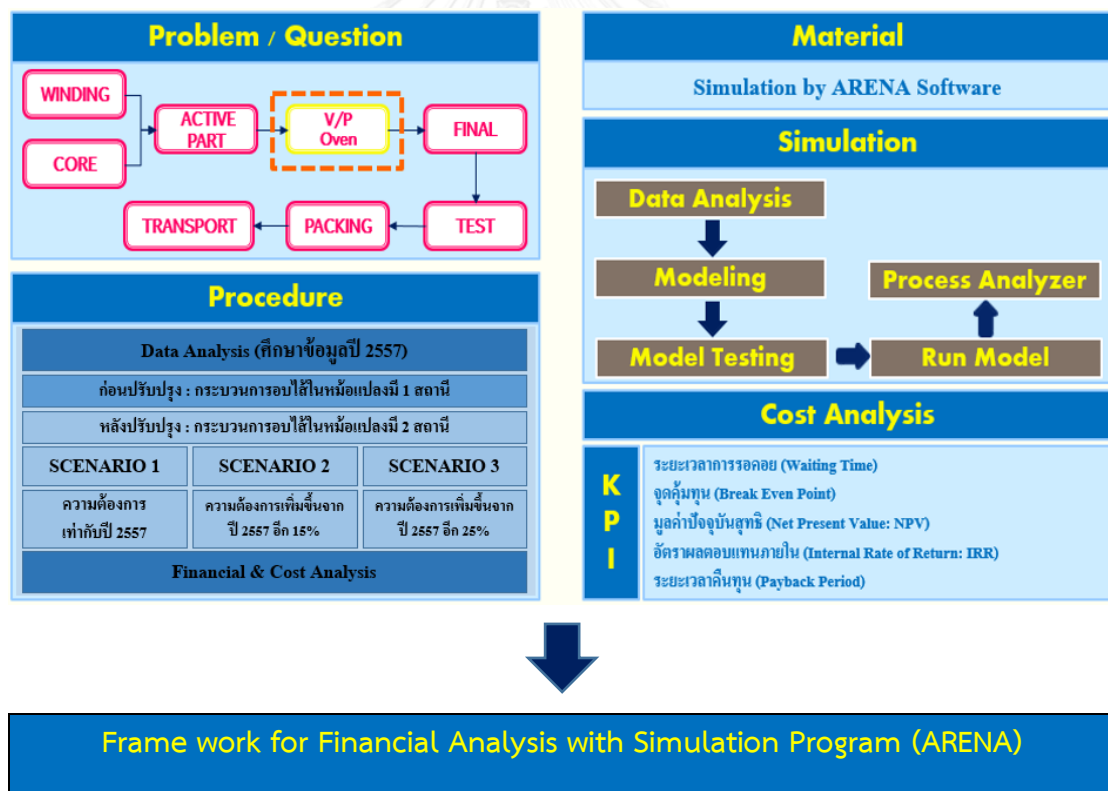 Problem / Question
WINDING
CORE
ACTIVE
PART
V/P
Oven
FINAL
TRANSPORT
PACKING
TEST
Procedure
Data Analysis (ศึกษาข้อมูลปี 2557)
ก่อนปรับปรุง : กระบวนการอบไส้ในหม้อแปลงมี 1 สถานี
หลังปรับปรุง : กระบวนการอบไส้ในหม้อแปลงมี 2 สถานี
SCENARIO 1
SCENARIO 2
SCENARIO 3
ความต้องการ
เท่ากับปี 2557
ความต้องการเพิ่มขึ้นจาก
ปี 2557 อีก 15%
ความต้องการเพิ่มขึ้นจาก
ปี 2557 อีก 25%
Financial & Cost Analysis
Material
Simulation by ARENA Software
Simulation
Data Analysis
Modeling
Process Analyzer
Model Testing
Run Model
Cost Analysis
K
P
I
ระยะเวลาการรอคอย (Waiting Time)
จุดคุ้มทุน (Break Even Point)
มูลค่าปัจจุบันสุทธิ (Net Present Value: NPV)
อัตราผลตอบแทนภายใน (Internal Rate of Return: IRR)
ระยะเวลาคืนทุน (Payback Period)
Frame work for Financial Analysis with Simulation Program (ARENA)